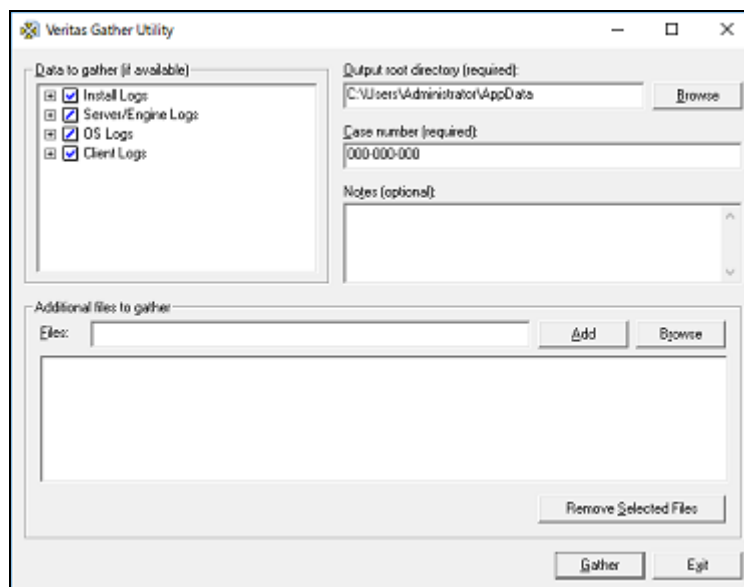 Veritas Gather Utility
Data to gather (if available)
Install Logs
Server/Engine Logs
OS Logs
Client Logs
Output root directory (required):
C:\Users\Administrator\AppData
Browse
Case number (required):
000-000-000
Notes (optional):
Additional files to gather
Files:
Add
Browse
Remove Selected Files
Gather
Exit